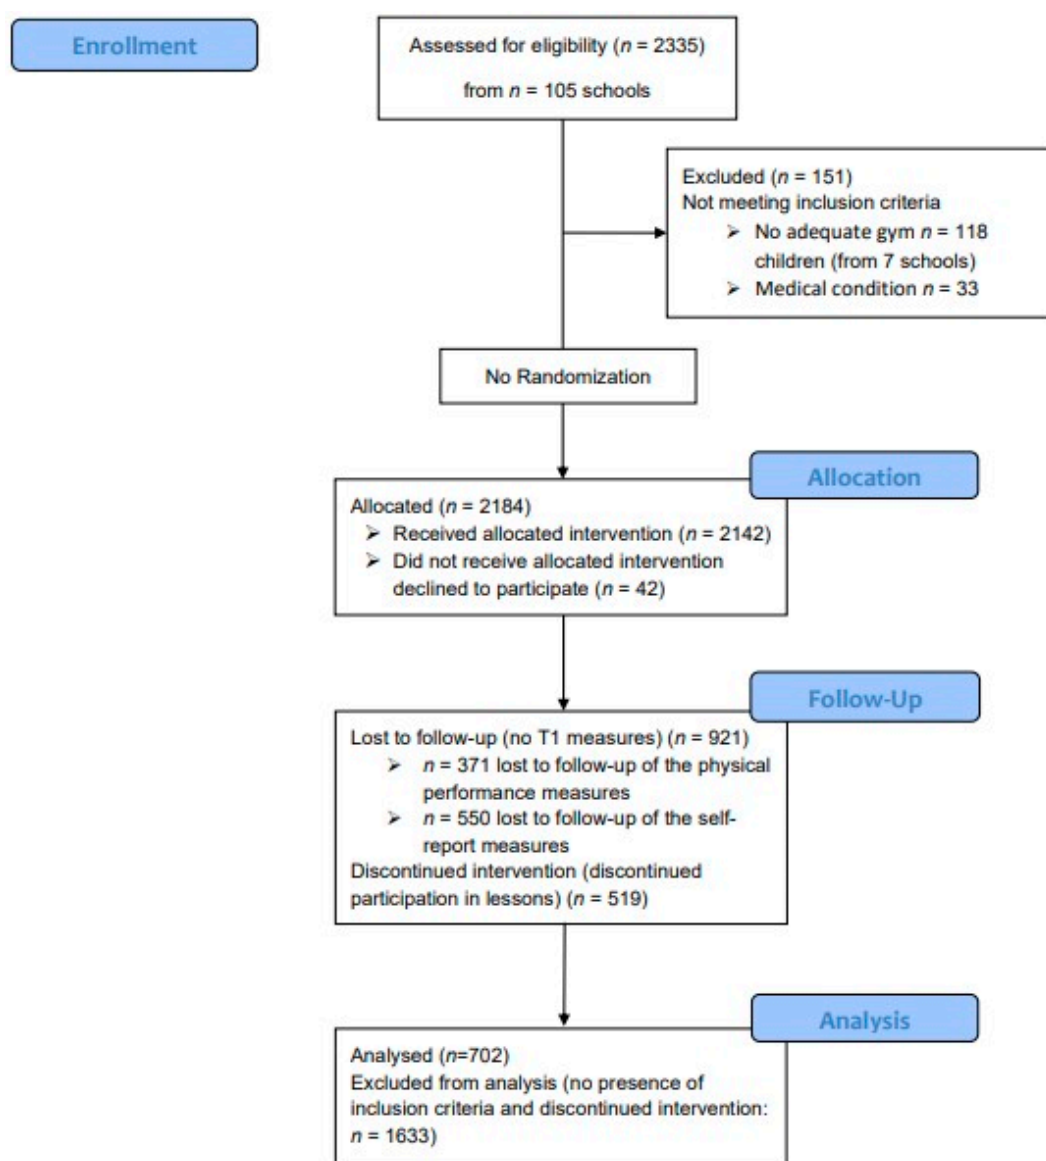 Enrollment
Assessed for eligibility (n = 2335)
from n = 105 schools
Excluded (n = 151)
Not meeting inclusion criteria
➤ No adequate gym n = 118
children (from 7 schools)
➤ Medical condition n = 33
No Randomization
Allocation
Allocated (n = 2184)
➤ Received allocated intervention (n = 2142)
➤ Did not receive allocated intervention
declined to participate (n = 42)
Follow-Up
Lost to follow-up (no T1 measures) (n = 921)
➤ n = 371 lost to follow-up of the physical
performance measures
➤ n = 550 lost to follow-up of the self-
report measures
Discontinued intervention (discontinued
participation in lessons) (n = 519)
Analysis
Analysed (n=702)
Excluded from analysis (no presence of
inclusion criteria and discontinued intervention:
n = 1633)